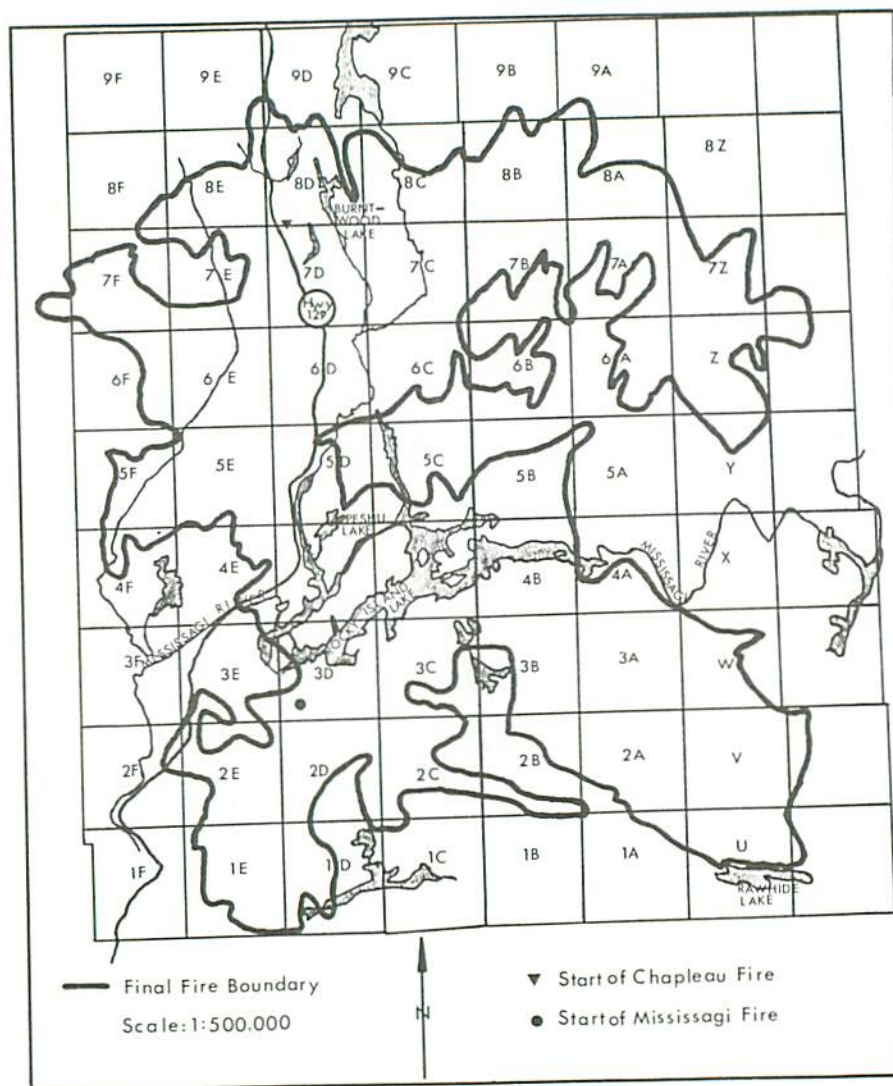 9F 9E 9D 9C 9B 9A
8Z
8F 8E 8D 8C 8B 8A
BURNT-
WOOD
LAKE
7F 7E 7D 7C 7B 7A 7Z
Hwy
129
6F 6E 6D 6C 6B 6A Z
5F 5E 5D 5C 5B 5A Y
PESHU
LAKE
MISSISSAGI RIVER
4F 4E 4B 4A X
MISSISSAGI RIVER
ROCKY ISLAND
LAKE
3F 3E 3D 3C 3B 3A W
2F 2E 2D 2C 2B 2A V
1F 1E 1D 1C 1B 1A U
RAWHIDE
LAKE
Final Fire Boundary
Scale: 1:500.000
N
Start of Chapleau Fire
Start of Mississagi Fire